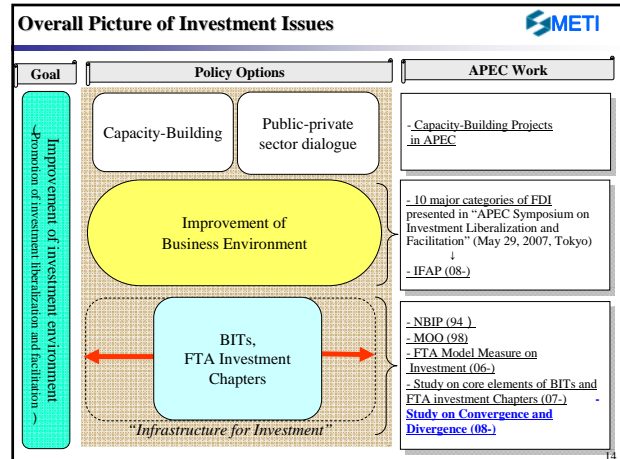 Overall Picture of Investment Issues
METI
Goal
Policy Options
APEC Work
Improvement of investment environment
(Promotion of investment liberalization and facilitation)
Capacity-Building
Public-private
sector dialogue
- Capacity-Building Projects
in APEC
Improvement of
Business Environment
- 10 major categories of FDI
presented in “APEC Symposium on
Investment Liberalization and
Facilitation” (May 29, 2007, Tokyo)
↓
- IFAP (08-)
BITs,
FTA Investment
Chapters
“Infrastructure for Investment”
- NBIP (94 )
- MOO (98)
- FTA Model Measure on
Investment (06-)
- Study on core elements of BITs and
FTA investment Chapters (07-) -
Study on Convergence and
Divergence (08-)
14